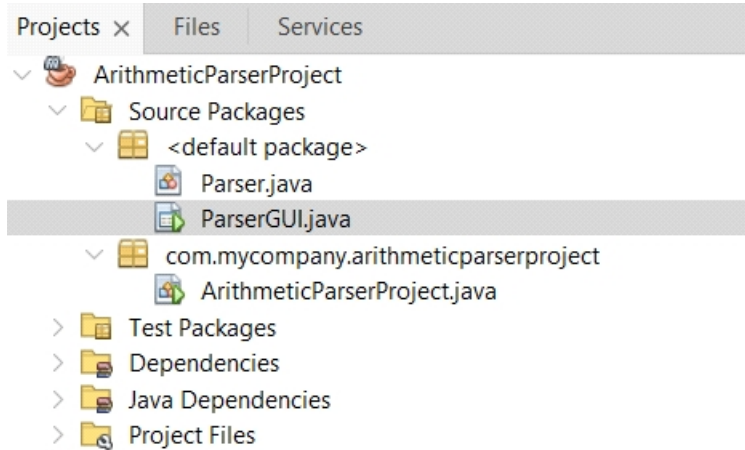 Projects × Files Services
ArithmeticParserProject
Source Packages
<default package>
Parser.java
ParserGUI.java
com.mycompany.arithmeticparserproject
ArithmeticParserProject.java
Test Packages
Dependencies
Java Dependencies
Project Files